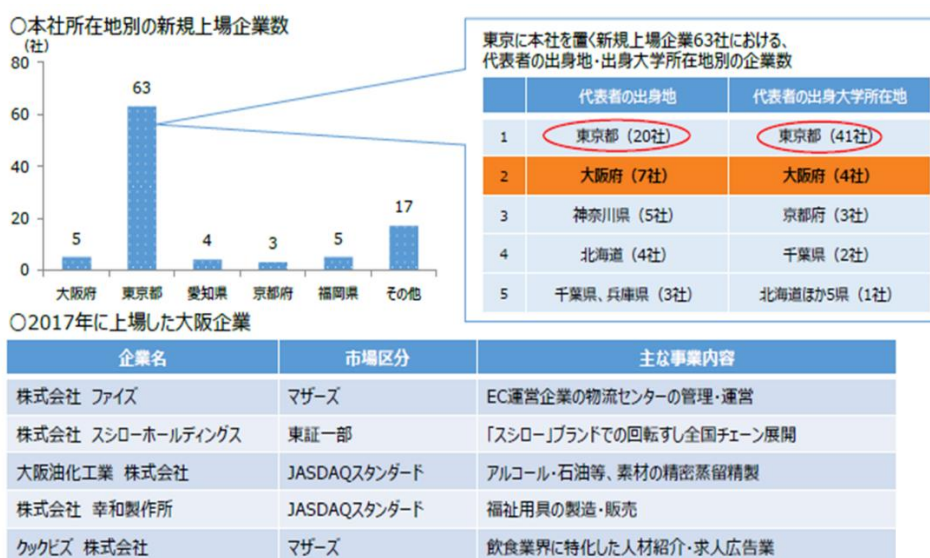 ○本社所在地別の新規上場企業数
(社)
80
60
40
20
0
5
63
4
3
5
17
大阪府 東京都 愛知県 京都府 福岡県 その他
東京に本社を置く新規上場企業63社における、
代表者の出身地・出身大学所在地別の企業数
代表者の出身地 代表者の出身大学所在地
1 東京都（20社） 東京都（41社）
2 大阪府（7社） 大阪府（4社）
3 神奈川県（5社） 京都府（3社）
4 北海道（4社） 千葉県（2社）
5 千葉県、兵庫県（3社） 北海道ほか5県（1社）
○2017年に上場した大阪企業
企業名 市場区分 主な事業内容
株式会社 ファイズ マザーズ EC運営企業の物流センターの管理・運営
株式会社 スシローホールディングス 東証一部 「スシロー」ブランドでの回転すし全国チェーン展開
大阪油化工業 株式会社 JASDAQスタンダード アルコール・石油等、素材の精密蒸留精製
株式会社 幸和製作所 JASDAQスタンダード 福祉用具の製造・販売
クックビズ 株式会社 マザーズ 飲食業界に特化した人材紹介・求人広告業